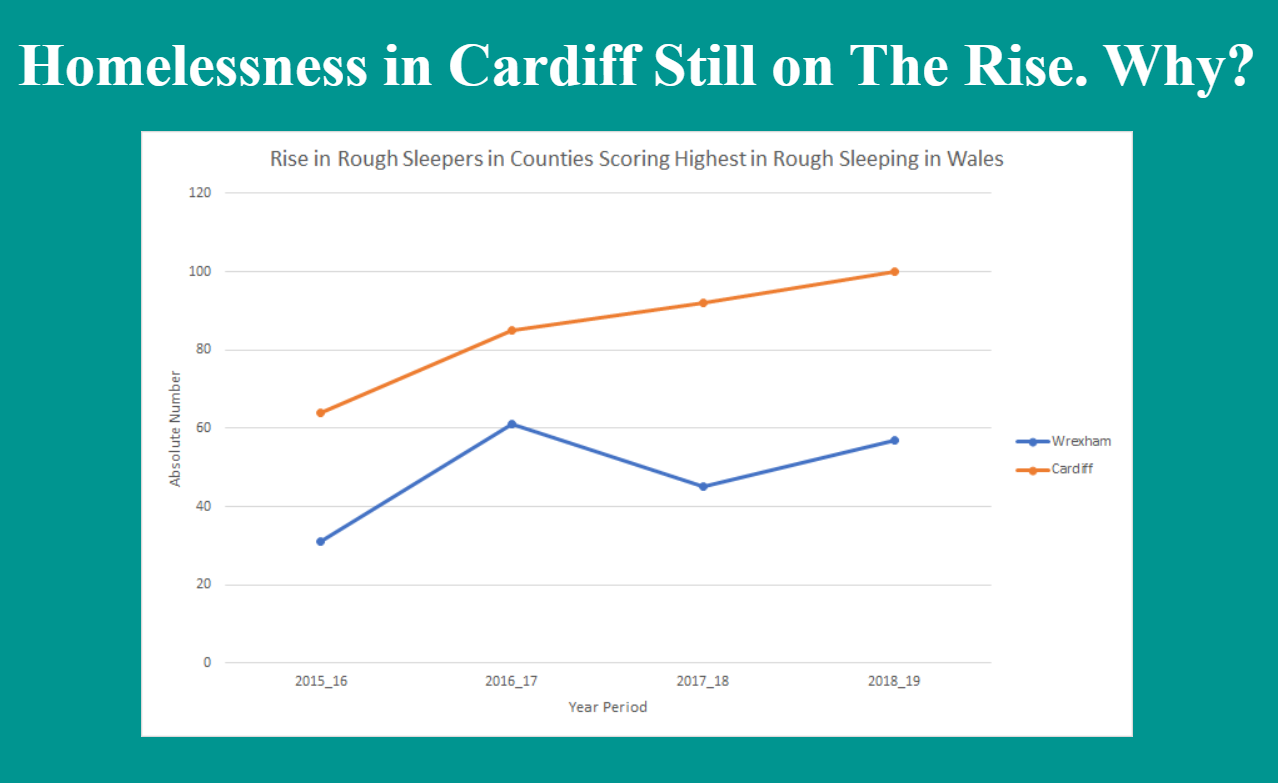 Homelessness in Cardiff Still on The Rise. Why?
Rise in Rough Sleepers in Counties Scoring Highest in Rough Sleeping in Wales
120
100
80
60
40
20
0
Absolute Number
2015_16 2016_17 2017_18 2018_19
Year Period
Wrexham
Cardiff